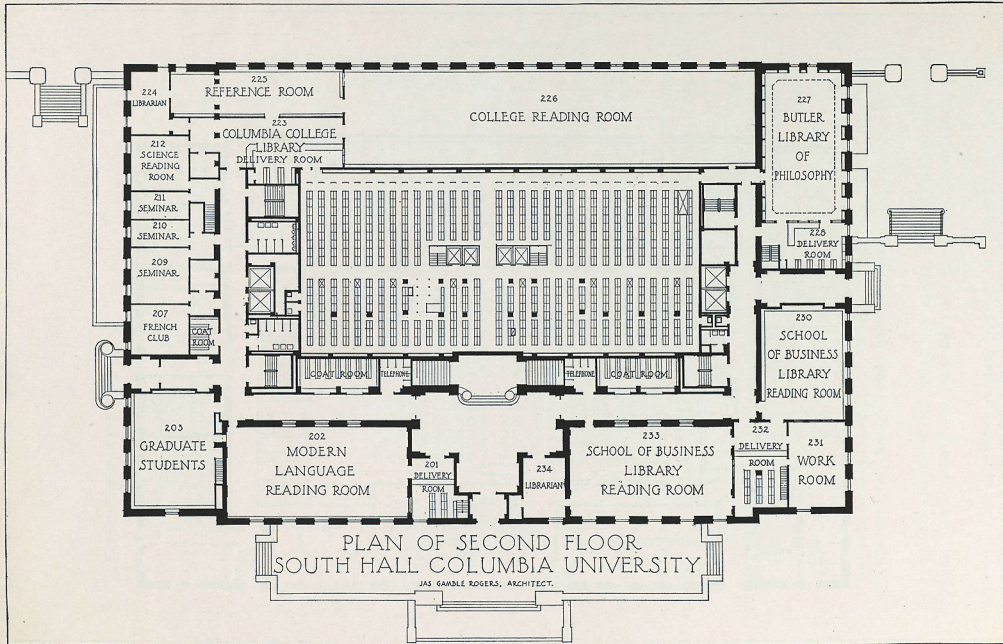 224
LIBRARIAN
225
REFERENCE ROOM
223
COLUMBIA COLLEGE
LIBRARY
DELIVERY ROOM
226
COLLEGE READING ROOM
227
BUTLER
LIBRARY
OF
PHILOSOPHY
228
DELIVERY
ROOM
212
SCIENCE
READING
ROOM
211
SEMINAR
210
SEMINAR
209
SEMINAR
207
FRENCH
CLUB
COAT
ROOM
COAT ROOM
TELEPHONE
TELEPHONE
COAT ROOM
230
SCHOOL
OF BUSINESS
LIBRARY
READING ROOM
203
GRADUATE
STUDENTS
202
MODERN
LANGUAGE
READING ROOM
201
DELIVERY
ROOM
234
LIBRARIAN
233
SCHOOL OF BUSINESS
LIBRARY
READING ROOM
232
DELIVERY
ROOM
231
WORK
ROOM
PLAN OF SECOND FLOOR
SOUTH HALL COLUMBIA UNIVERSITY
JAS GAMBLE ROGERS, ARCHITECT.